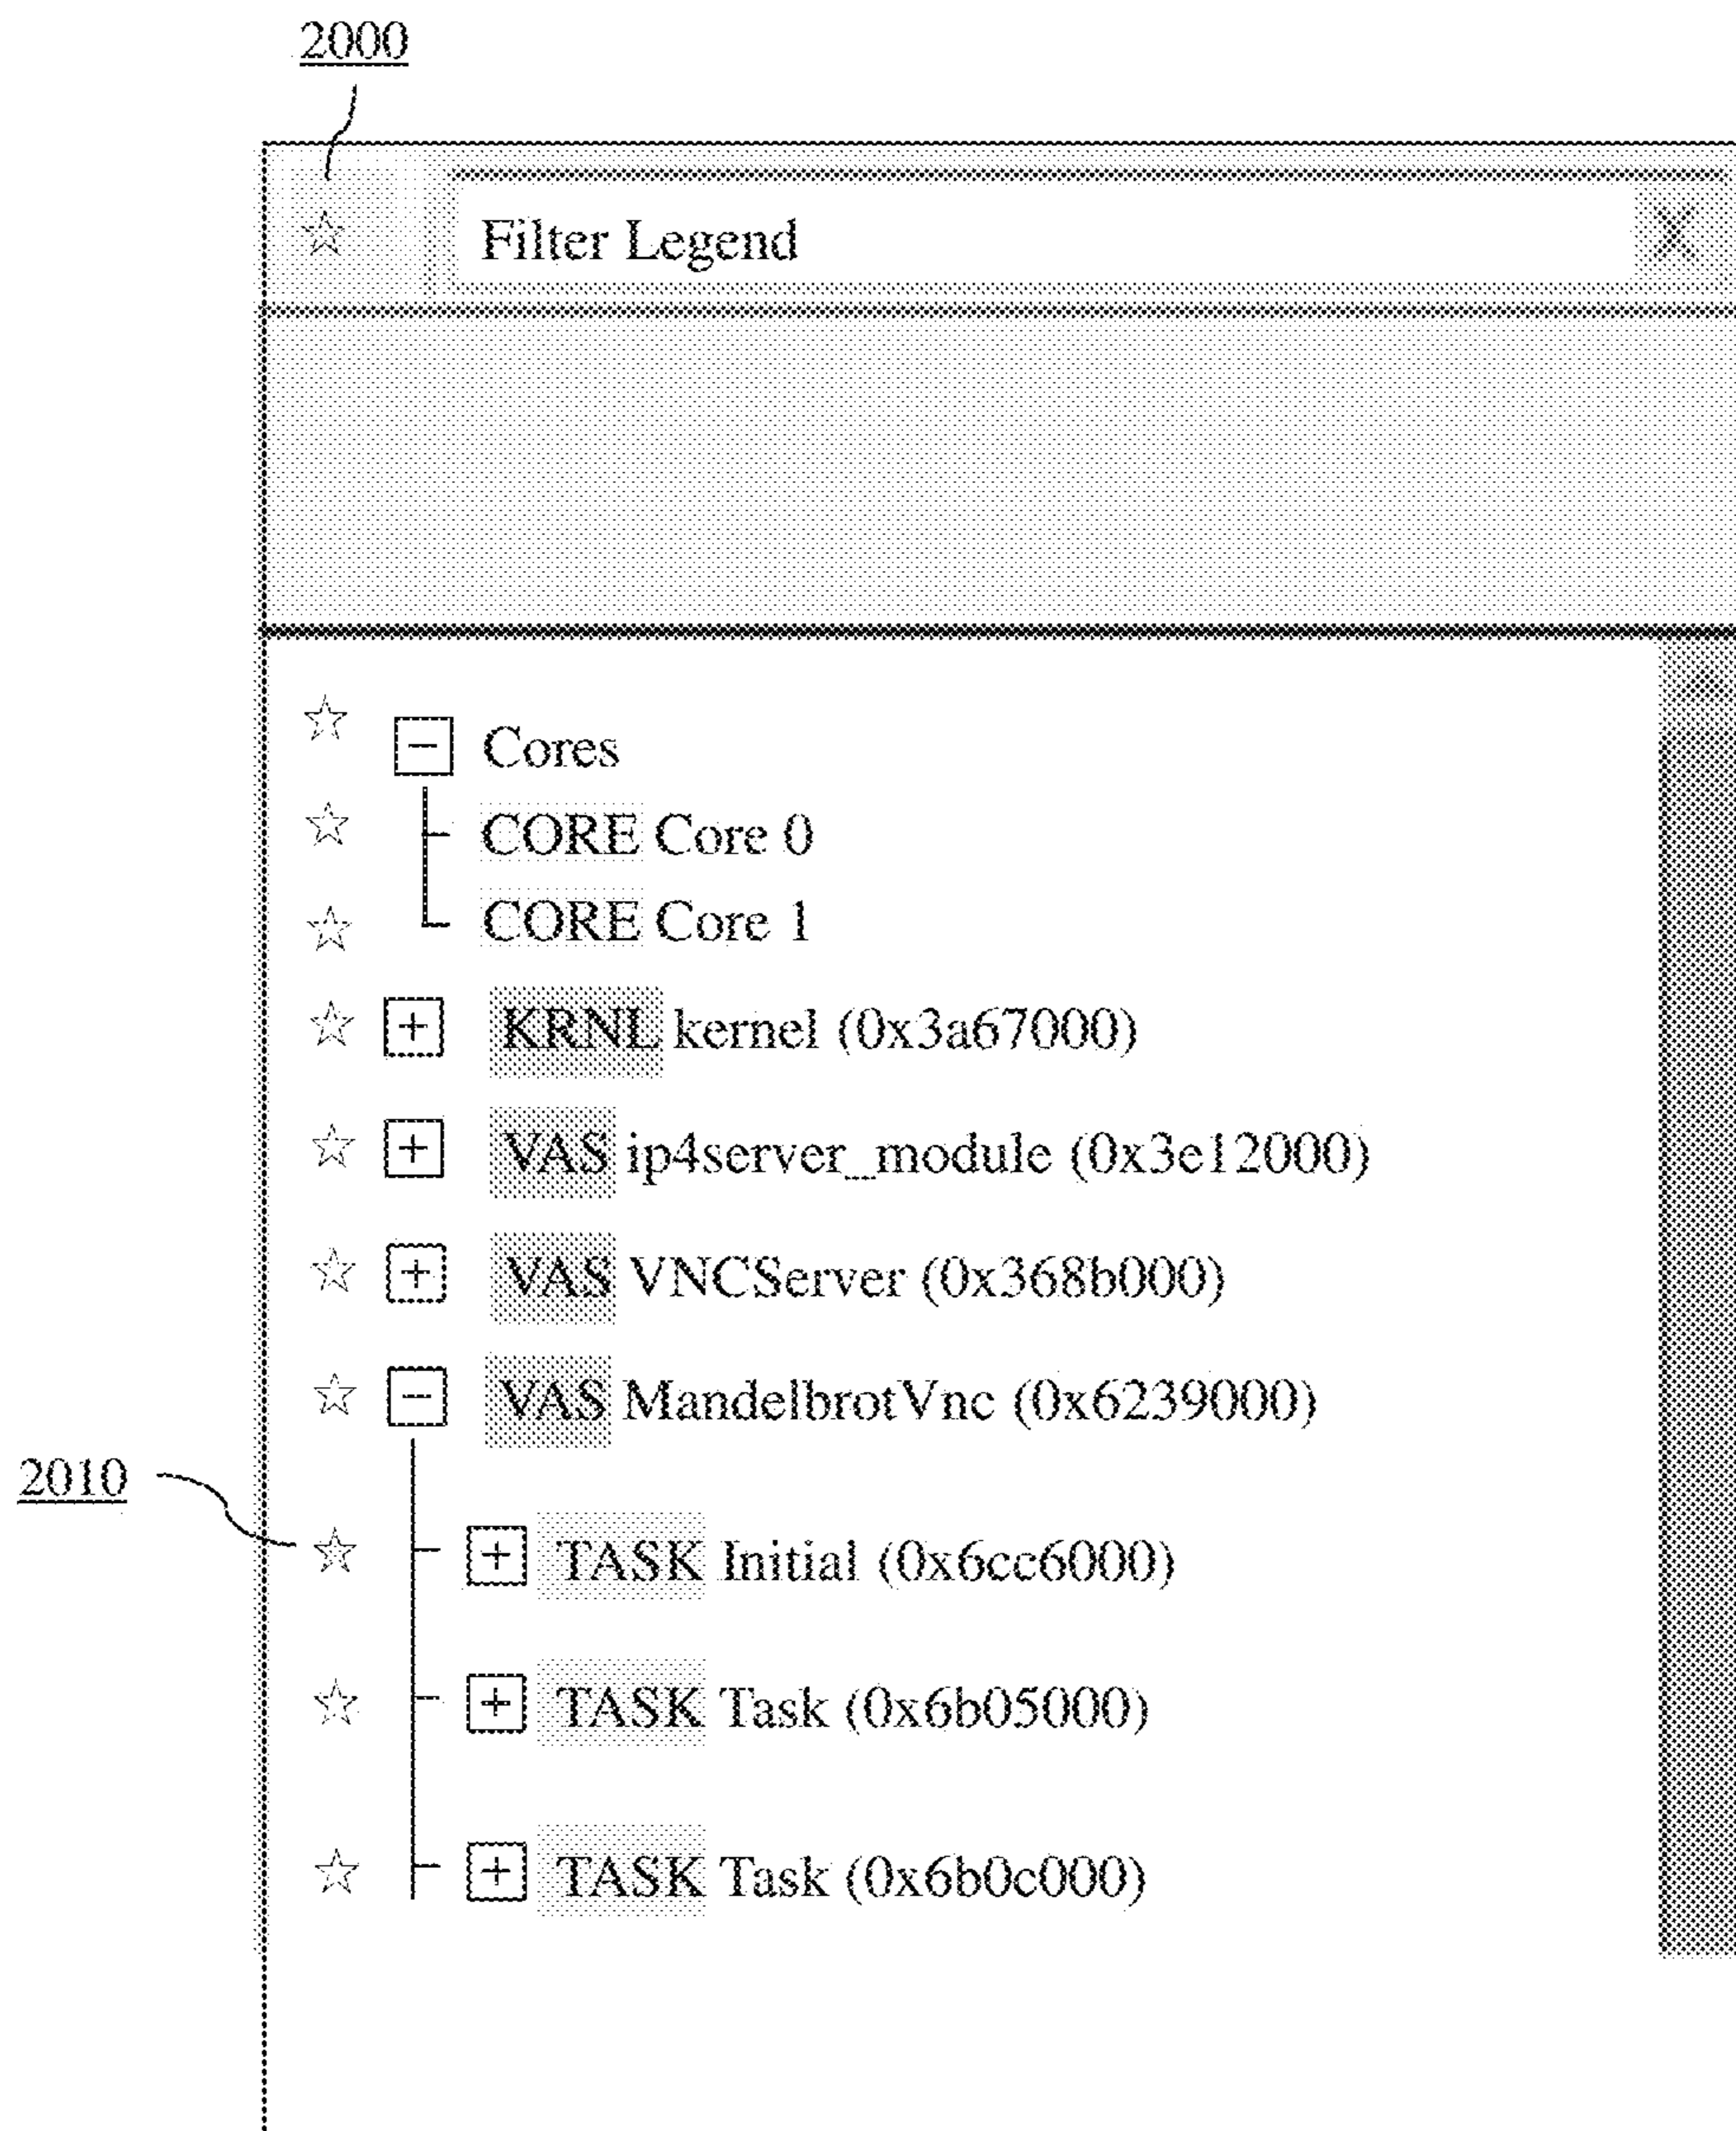 2000
Filter Legend X
Cores
CORE Core 0
CORE Core 1
KRNL kernel (0x3a67000)
VAS ip4server_module (0x3e12000)
VAS VNCServer (0x368b000)
VAS MandelbrotVnc (0x6239000)
2010
TASK Initial (0x6cc6000)
TASK Task (0x6b05000)
TASK Task (0x6b0c000)